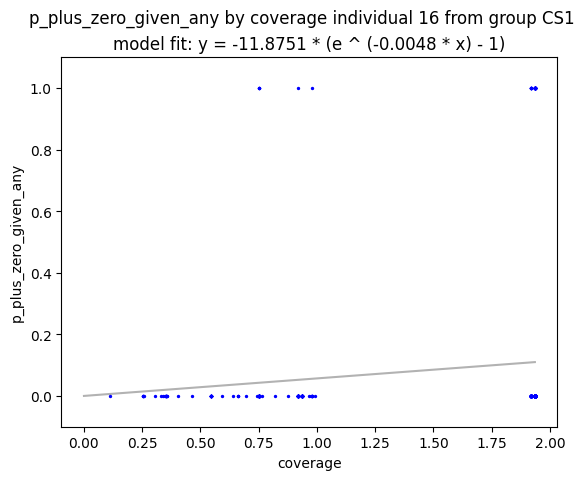 p_plus_zero_given_any by coverage individual 16 from group CS1
model fit: y = -11.8751 * (e ^ (-0.0048 * x) - 1)
1.0
0.8
0.6
0.4
0.2
0.0
p_plus_zero_given_any
0.00 0.25 0.50 0.75 1.00 1.25 1.50 1.75 2.00
coverage